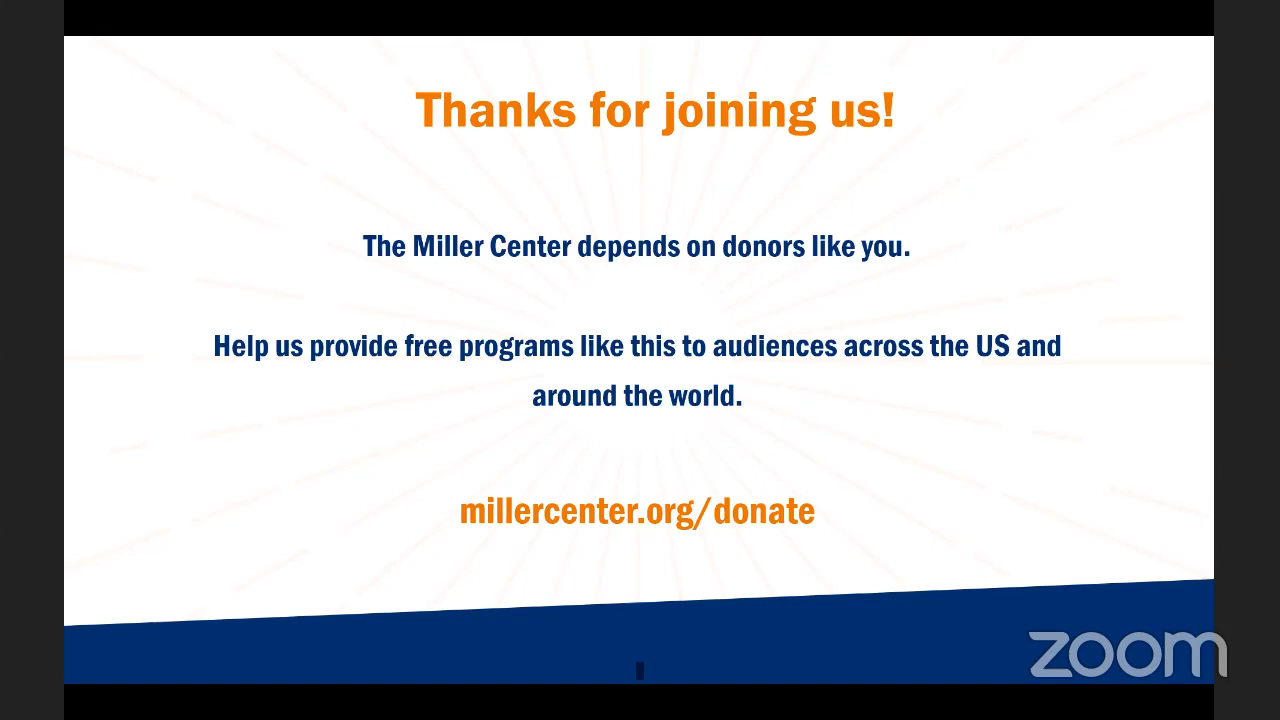 Thanks for joining us!
The Miller Center depends on donors like you.
Help us provide free programs like this to audiences across the US and
around the world.
millercenter.org/donate
zoom